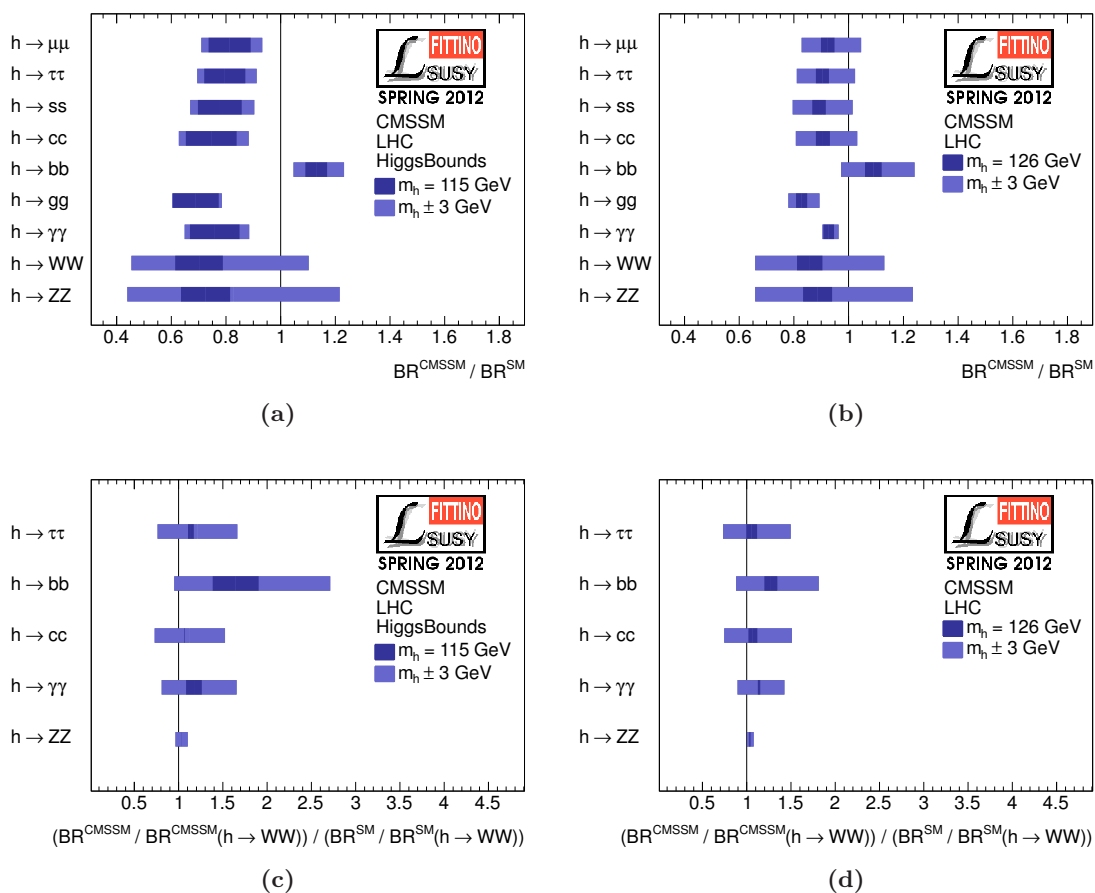 h → μμ
h → ττ
h → ss
h → cc
h → bb
h → gg
h → γγ
h → WW
h → ZZ
L FITTINO
SUSY
SPRING 2012
CMSSM
LHC
HiggsBounds
m_h = 115 GeV
m_h ± 3 GeV
0.4 0.6 0.8 1 1.2 1.4 1.6 1.8
BR^CMSSM / BR^SM
(a)
h → μμ
h → ττ
h → ss
h → cc
h → bb
h → gg
h → γγ
h → WW
h → ZZ
L FITTINO
SUSY
SPRING 2012
CMSSM
LHC
m_h = 126 GeV
m_h ± 3 GeV
0.4 0.6 0.8 1 1.2 1.4 1.6 1.8
BR^CMSSM / BR^SM
(b)
h → ττ
h → bb
h → cc
h → γγ
h → ZZ
L FITTINO
SUSY
SPRING 2012
CMSSM
LHC
HiggsBounds
m_h = 115 GeV
m_h ± 3 GeV
0.5 1 1.5 2 2.5 3 3.5 4 4.5
(BR^CMSSM / BR^CMSSM(h → WW)) / (BR^SM / BR^SM(h → WW))
(c)
h → ττ
h → bb
h → cc
h → γγ
h → ZZ
L FITTINO
SUSY
SPRING 2012
CMSSM
LHC
m_h = 126 GeV
m_h ± 3 GeV
0.5 1 1.5 2 2.5 3 3.5 4 4.5
(BR^CMSSM / BR^CMSSM(h → WW)) / (BR^SM / BR^SM(h → WW))
(d)